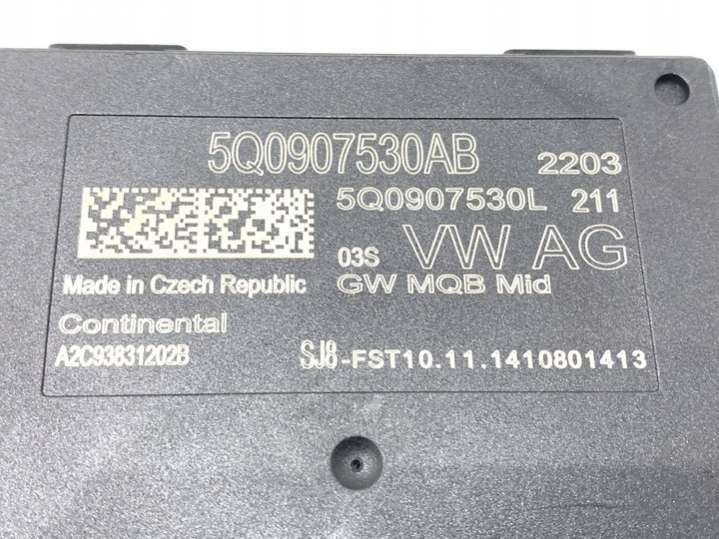 5Q0907530AB 2203
5Q0907530L 211
03S VW AG
Made in Czech Republic GW MQB Mid
Continental
A2C93831202B SJ8-FST10.11.1410801413